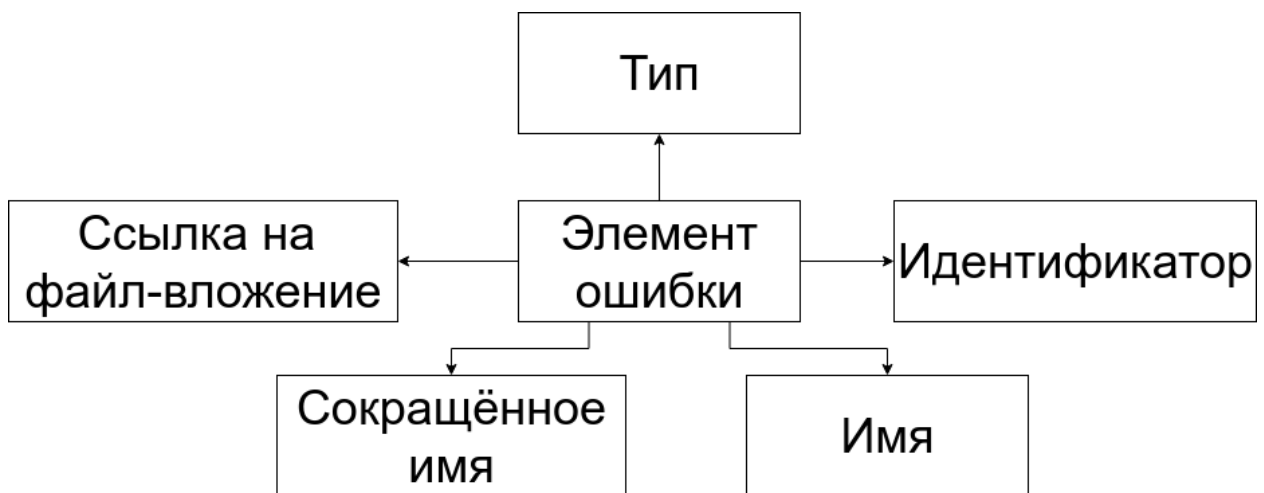 Тип
Ссылка на
файл-вложение
Элемент
ошибки
Идентификатор
Сокращённое
имя
Имя